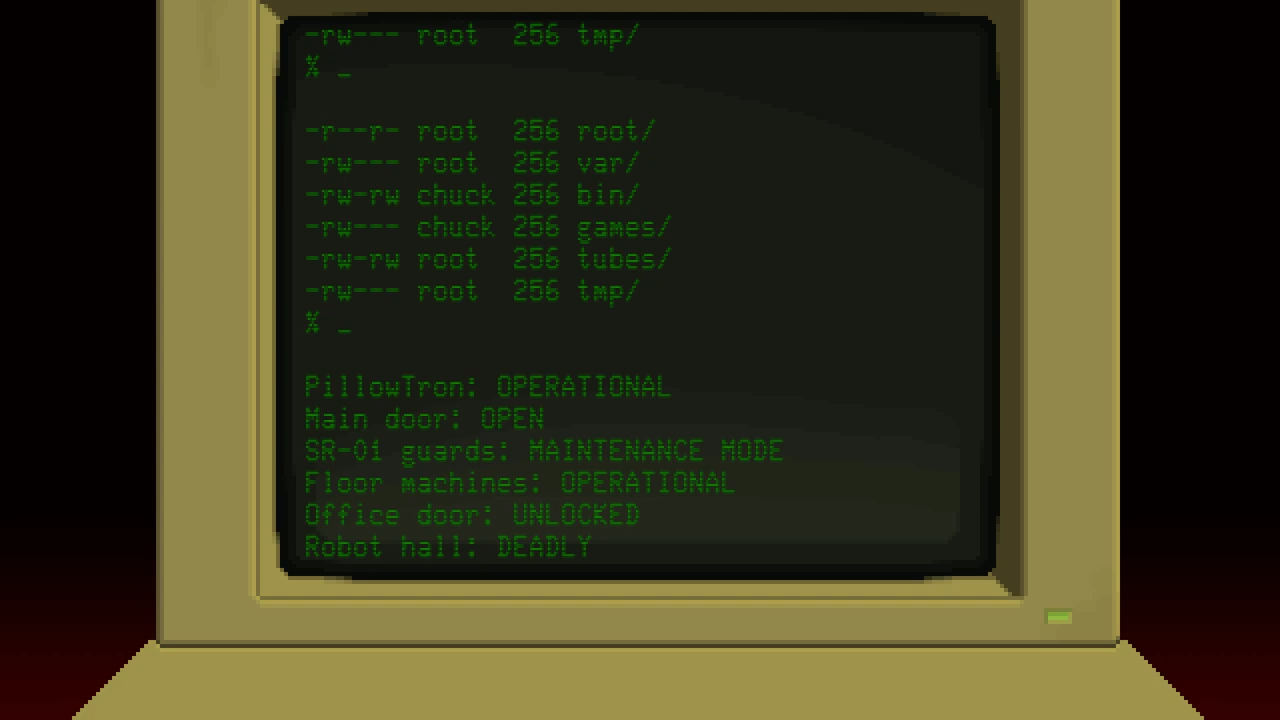 -rw--- root  256 tmp/
% _
-r--r- root  256 root/
-rw--- root  256 var/
-rw-rw chuck 256 bin/
-rw--- chuck 256 games/
-rw-rw root  256 tubes/
-rw--- root  256 tmp/
% _
PillowTron: OPERATIONAL
Main door: OPEN
SR-01 guards: MAINTENANCE MODE
Floor machines: OPERATIONAL
Office door: UNLOCKED
Robot hall: DEADLY